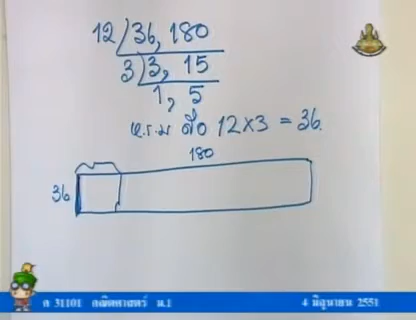 12 36, 180
3 3, 15
1, 5
ห.ร.ม คือ 12×3 = 36.
180
36
ค 31101 คณิตศาสตร์ ม.1
4 มิถุนายน 2551